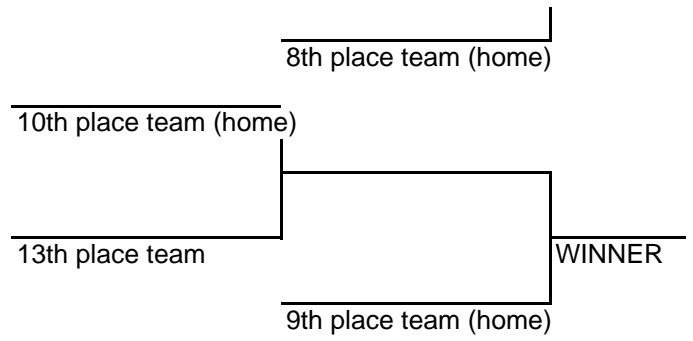 8th place team (home)
10th place team (home)
13th place team
WINNER
9th place team (home)